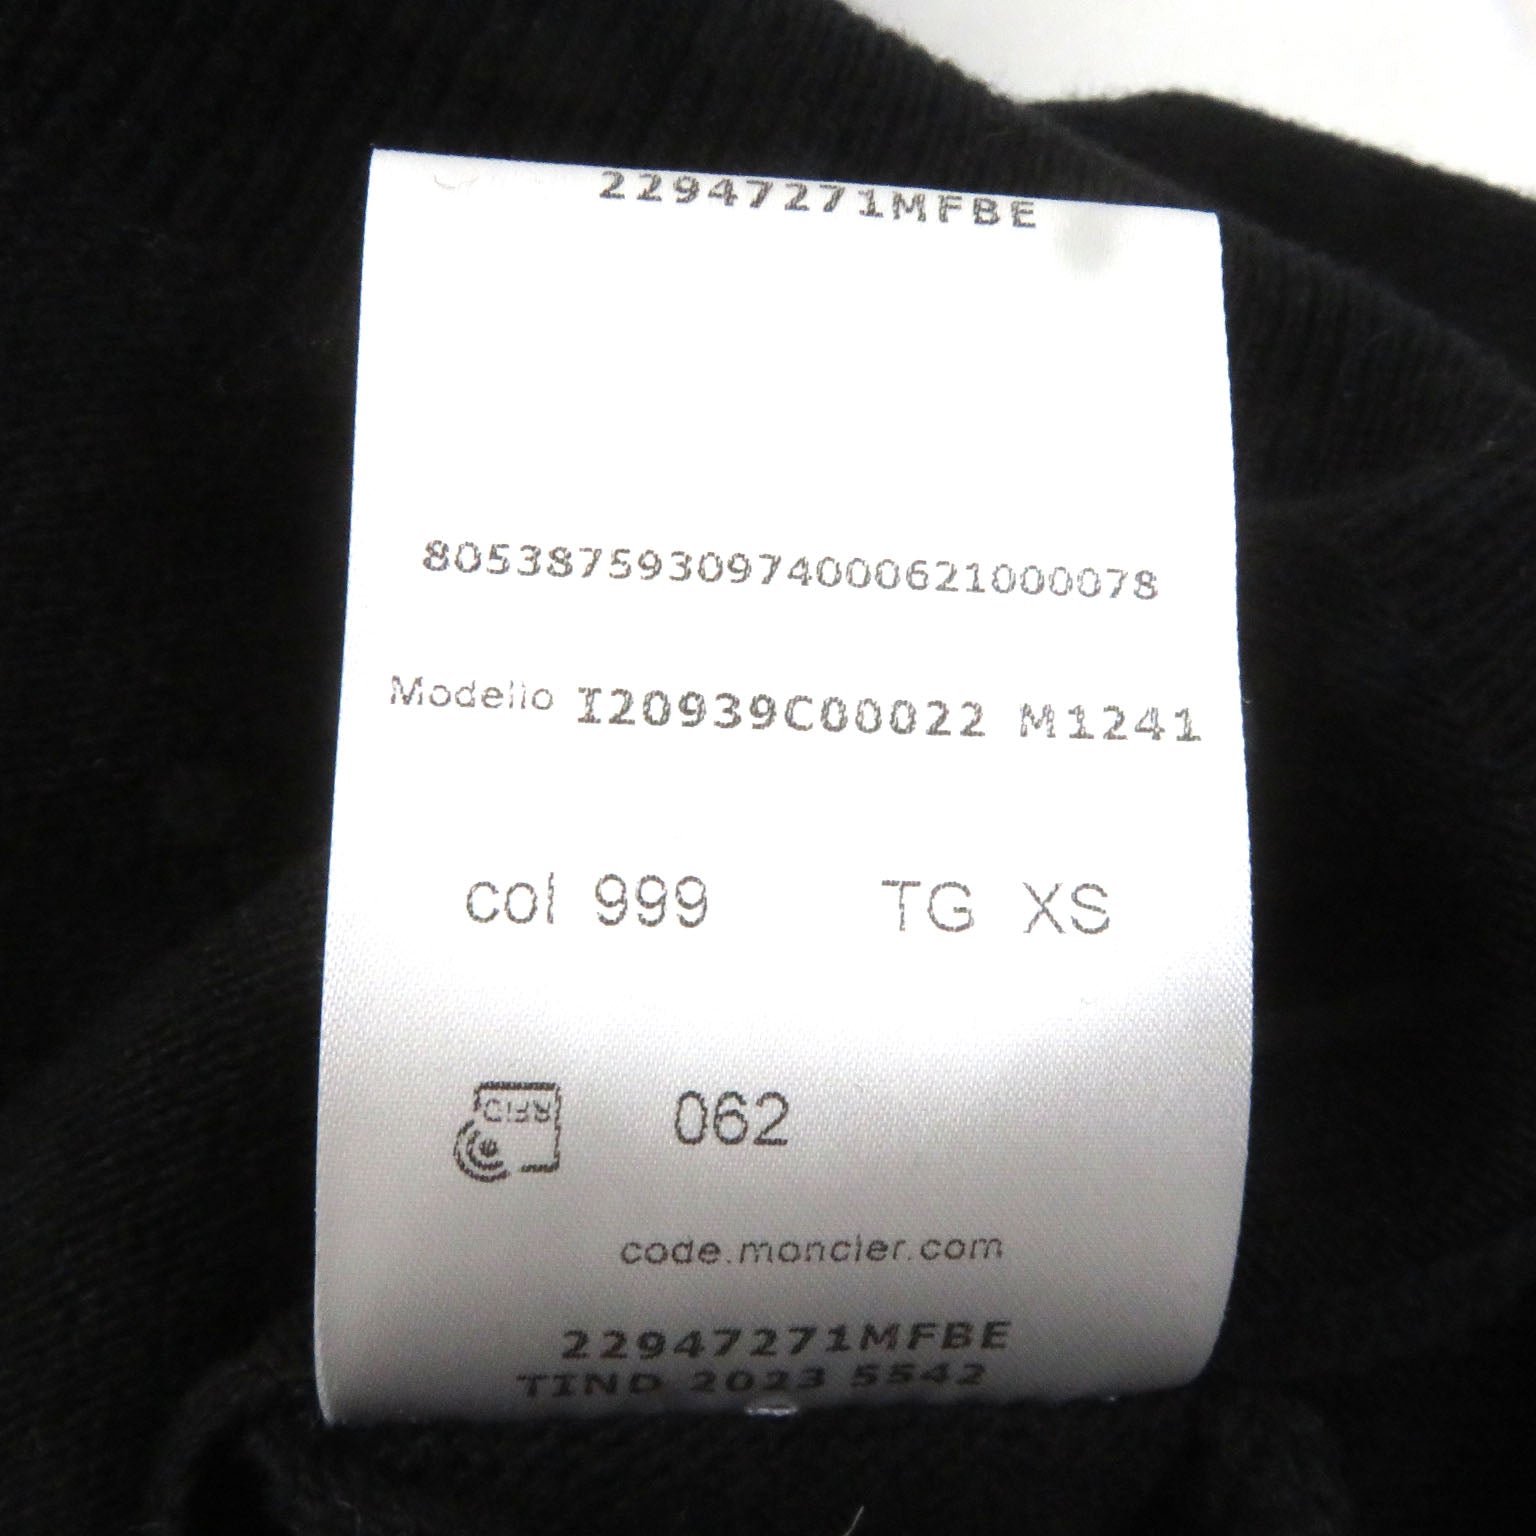 22947271MFBE
8053875930974000621000078
Modello I20939C00022 M1241
col 999 TG XS
RFID
062
code.moncler.com
22947271MFBE
TIND 2023 5542